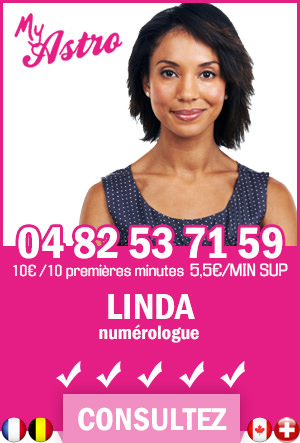 My
Astro
04 82 53 71 59
10€ /10 premières minutes 5,5€/MIN SUP
LINDA
numérologue
CONSULTEZ